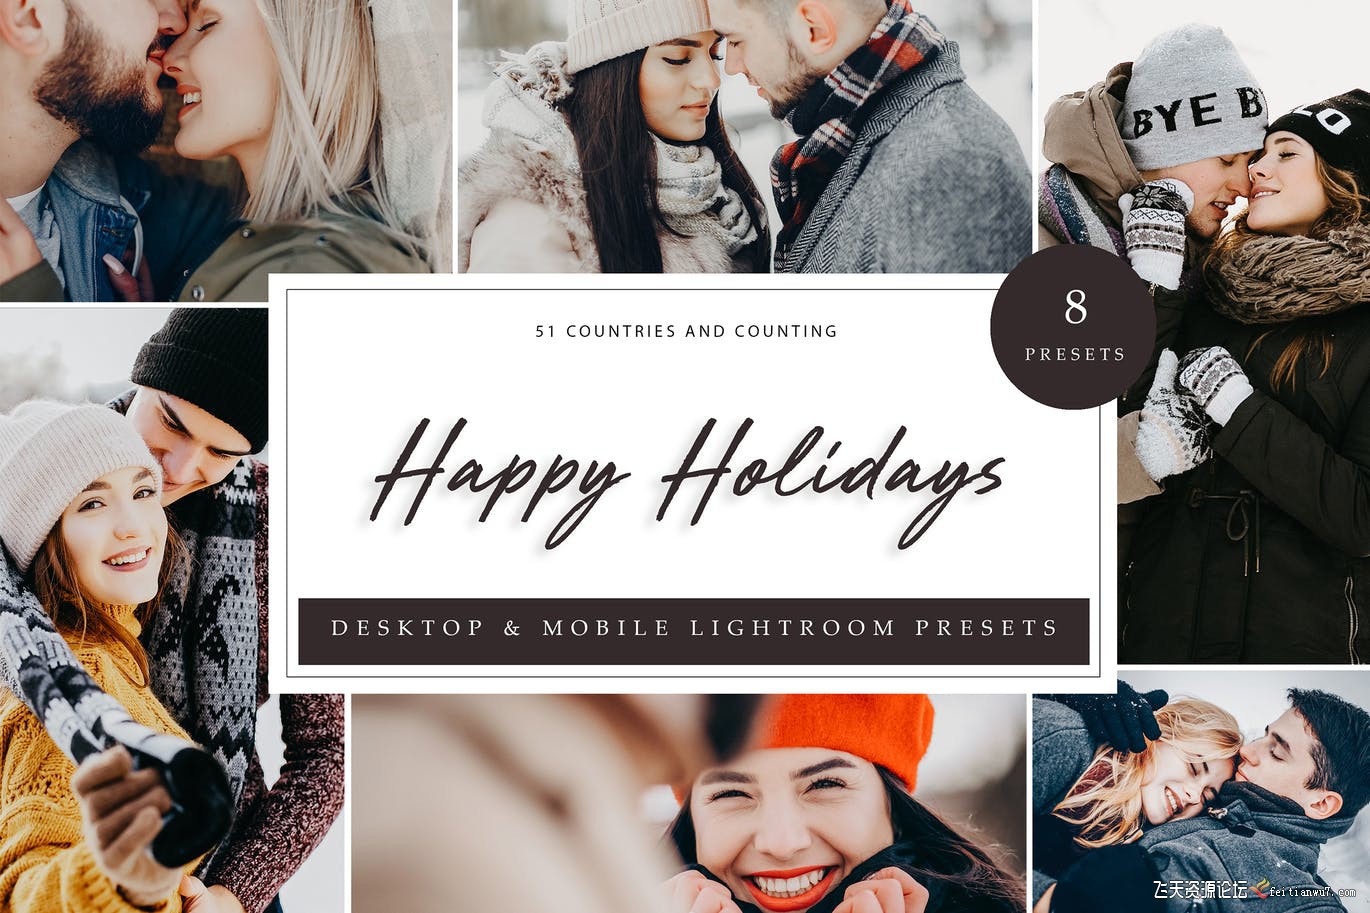 BYE B
LO
8
PRESETS
51 COUNTRIES AND COUNTING
Happy Holidays
DESKTOP & MOBILE LIGHTROOM PRESETS
飞天资源论坛 feitianwu7.com